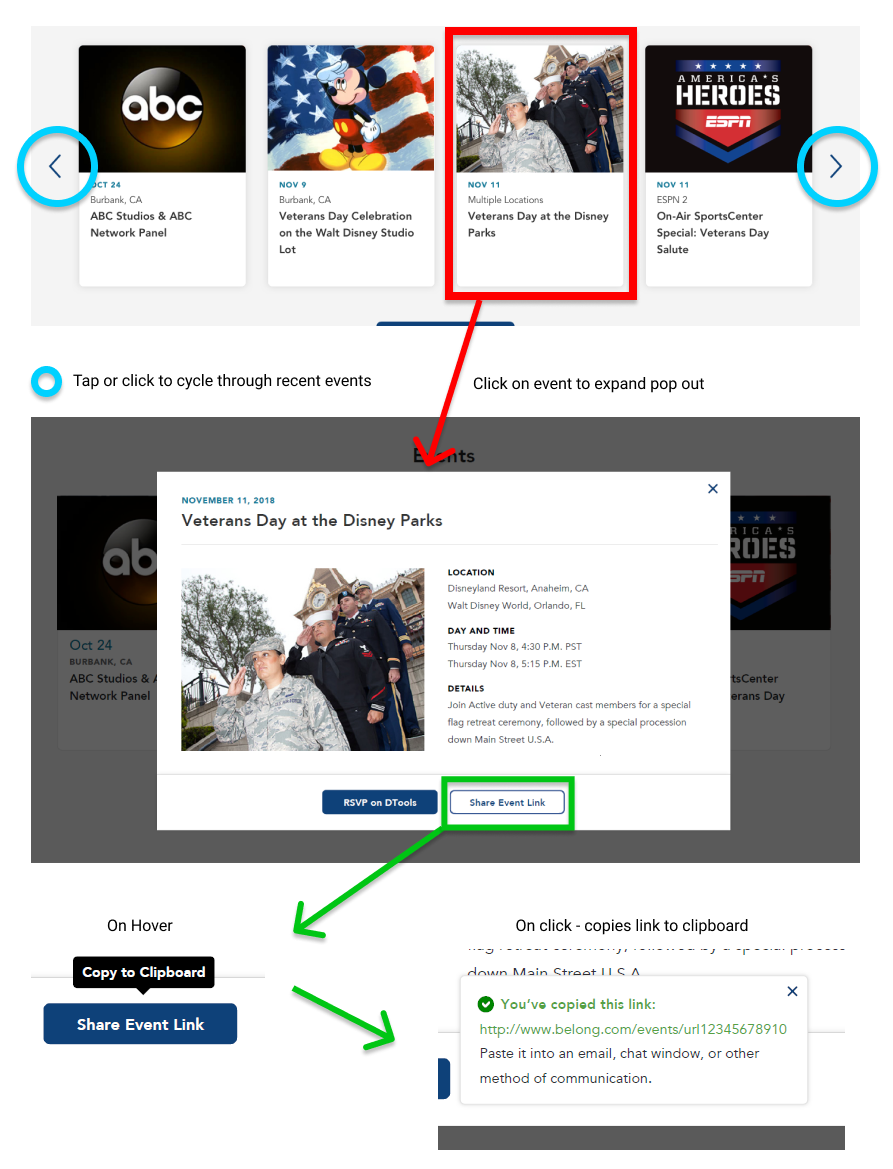 abc
AMERICA'S
HEROES
ESPN
OCT 24
Burbank, CA
ABC Studios & ABC
Network Panel
NOV 9
Burbank, CA
Veterans Day Celebration
on the Walt Disney Studio
Lot
NOV 11
Multiple Locations
Veterans Day at the Disney
Parks
NOV 11
ESPN 2
On-Air SportsCenter
Special: Veterans Day
Salute
Tap or click to cycle through recent events
Click on event to expand pop out
Events
abc
RICA'S
ROES
SPN
Oct 24
BURBANK, CA
ABC Studios & A
Network Panel
rtsCenter
erans Day
NOVEMBER 11, 2018
Veterans Day at the Disney Parks
LOCATION
Disneyland Resort, Anaheim, CA
Walt Disney World, Orlando, FL
DAY AND TIME
Thursday Nov 8, 4:30 P.M. PST
Thursday Nov 8, 5:15 P.M. EST
DETAILS
Join Active duty and Veteran cast members for a special
flag retreat ceremony, followed by a special procession
down Main Street U.S.A.
RSVP on DTools
Share Event Link
On Hover
Copy to Clipboard
Share Event Link
On click - copies link to clipboard
flag retreat ceremony, followed by a special process
down Main Street U.S.A
You've copied this link:
http://www.belong.com/events/url12345678910
Paste it into an email, chat window, or other
method of communication.